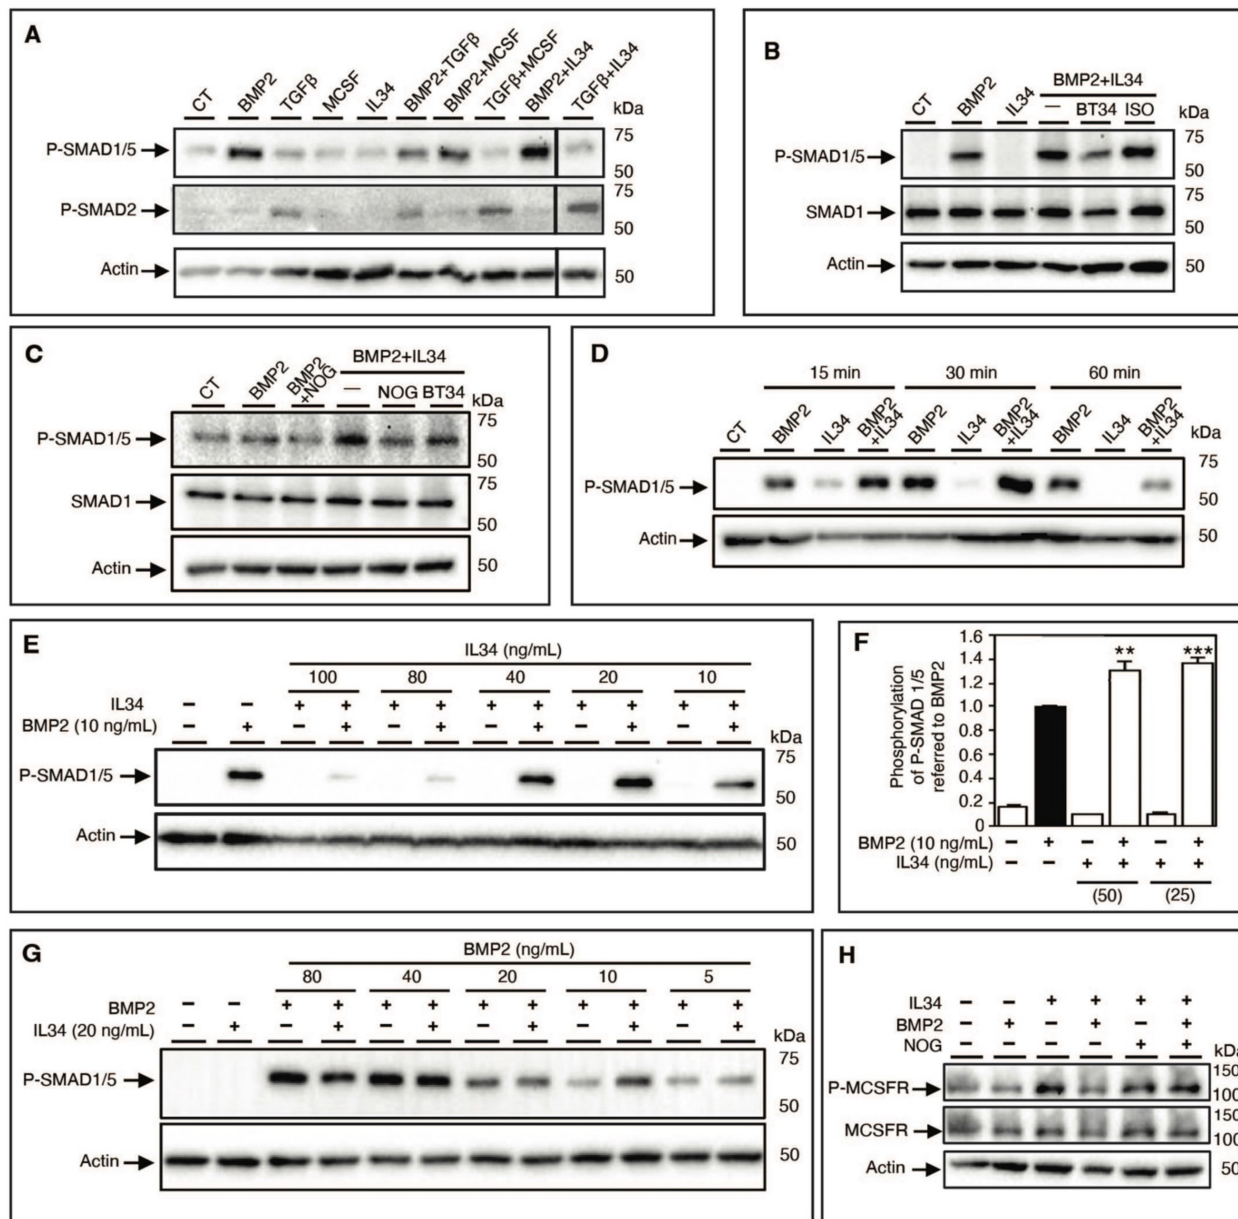 A
CT BMP2 TGFβ MCSF IL34 BMP2+TGFβ BMP2+MCSF TGFβ+MCSF BMP2+IL34 TGFβ+IL34
kDa
P-SMAD1/5 75
50
P-SMAD2 75
50
Actin 50
B
BMP2+IL34
CT BMP2 IL34 — BT34 ISO kDa
P-SMAD1/5 75
50
SMAD1 75
50
Actin 50
C
BMP2+IL34
CT BMP2 BMP2 +NOG — NOG BT34 kDa
P-SMAD1/5 75
50
SMAD1 75
50
Actin 50
D
15 min 30 min 60 min
CT BMP2 IL34 BMP2 +IL34 BMP2 IL34 BMP2 +IL34 BMP2 IL34 BMP2 +IL34
kDa
P-SMAD1/5 75
50
Actin 50
E
IL34 (ng/mL)
100 80 40 20 10
IL34 – – + + + + + + + + + +
BMP2 (10 ng/mL) – + – + – + – + – + – +
kDa
P-SMAD1/5 75
50
Actin 50
F
Phosphorylation
of P-SMAD 1/5
referred to BMP2
1.6
1.4
1.2
1.0
0.8
0.6
0.4
0.2
0
** ***
BMP2 (10 ng/mL) – + – + – +
IL34 (ng/mL) – – + + + +
(50) (25)
G
BMP2 (ng/mL)
80 40 20 10 5
BMP2 – – + + + + + + + + + +
IL34 (20 ng/mL) – + – + – + – + – + – +
kDa
P-SMAD1/5 75
50
Actin 50
H
IL34 – – + + + +
BMP2 – + – + – +
NOG – – – – + +
kDa
P-MCSFR 150
100
MCSFR 150
100
Actin 50